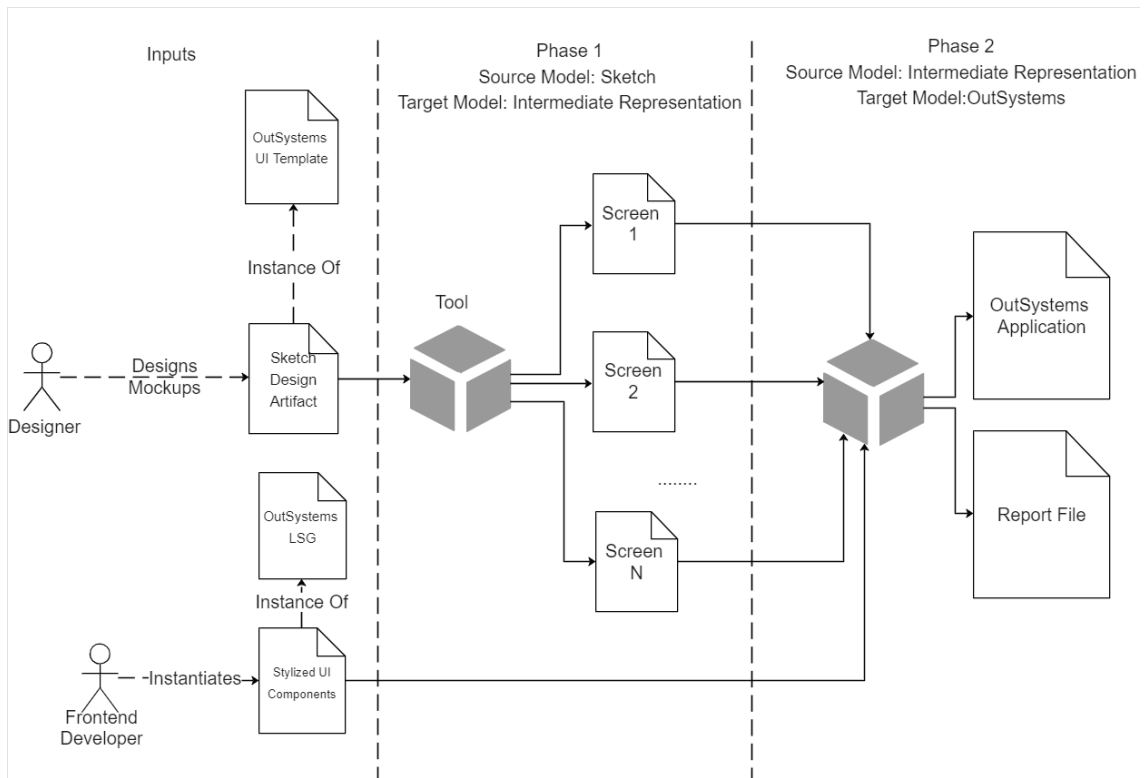 Inputs
OutSystems
UI Template
Instance Of
Designs
Mockups
Designer
Sketch
Design
Artifact
OutSystems
LSG
Instance Of
Instantiates
Frontend
Developer
Stylized UI
Components
Phase 1
Source Model: Sketch
Target Model: Intermediate Representation
Tool
Screen
1
Screen
2
........
Screen
N
Phase 2
Source Model: Intermediate Representation
Target Model:OutSystems
OutSystems
Application
Report File